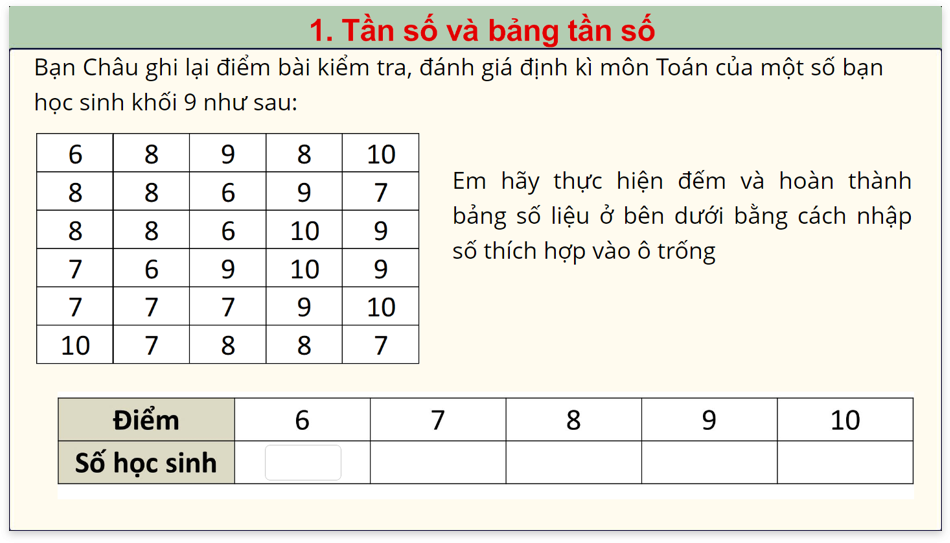 1. Tần số và bảng tần số
Bạn Châu ghi lại điểm bài kiểm tra, đánh giá định kì môn Toán của một số bạn
học sinh khối 9 như sau:
6 8 9 8 10
8 8 6 9 7
8 8 6 10 9
7 6 9 10 9
7 7 7 9 10
10 7 8 8 7
Em hãy thực hiện đếm và hoàn thành
bảng số liệu ở bên dưới bằng cách nhập
số thích hợp vào ô trống
Điểm 6 7 8 9 10
Số học sinh